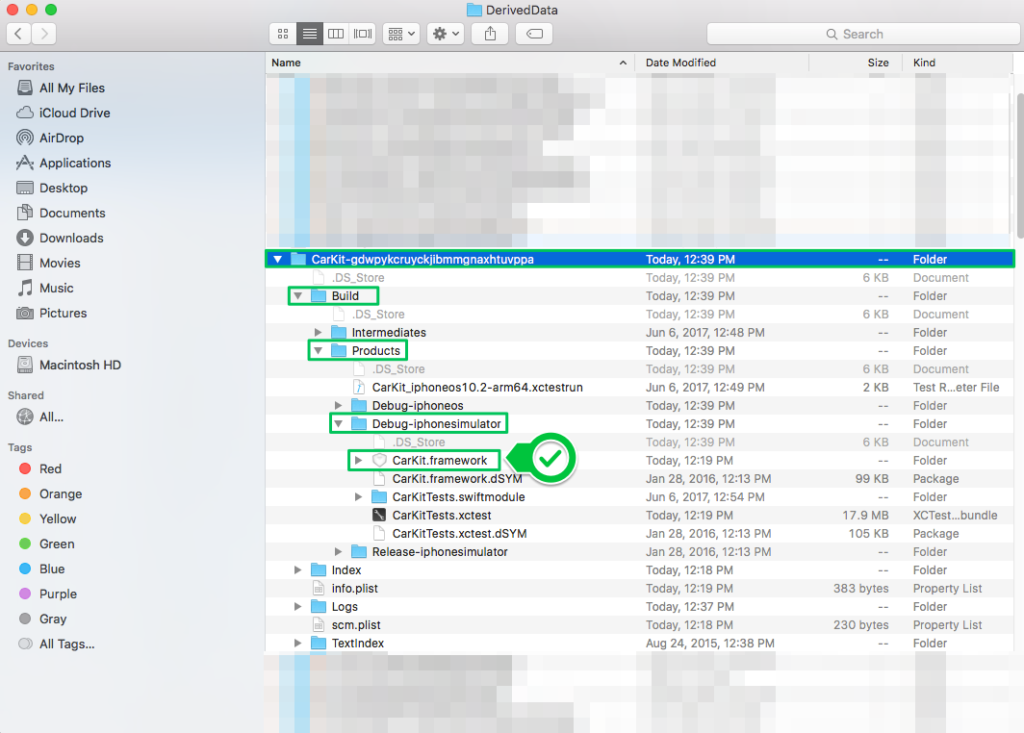 DerivedData
Search
Favorites
All My Files
iCloud Drive
AirDrop
Applications
Desktop
Documents
Downloads
Movies
Music
Pictures
Devices
Macintosh HD
Shared
All...
Tags
Red
Orange
Yellow
Green
Blue
Purple
Gray
All Tags...
Name Date Modified Size Kind
CarKit-gdwpykcruyckjibmmgnaxhtuvppa Today, 12:39 PM -- Folder
.DS_Store Today, 12:39 PM 6 KB Document
Build Today, 12:39 PM -- Folder
.DS_Store Today, 12:39 PM 6 KB Document
Intermediates Jun 6, 2017, 12:48 PM -- Folder
Products Today, 12:39 PM -- Folder
.DS_Store Today, 12:39 PM 6 KB Document
CarKit_iphoneos10.2-arm64.xctestrun Jun 6, 2017, 12:49 PM 2 KB Test R...eter File
Debug-iphoneos Today, 12:39 PM -- Folder
Debug-iphonesimulator Today, 12:39 PM -- Folder
.DS_Store Today, 12:39 PM 6 KB Document
CarKit.framework Today, 12:19 PM -- Folder
CarKit.framework.dSYM Jan 28, 2016, 12:13 PM 99 KB Package
CarKitTests.swiftmodule Jun 6, 2017, 12:54 PM -- Folder
CarKitTests.xctest Today, 12:19 PM 17.9 MB XCTest...bundle
CarKitTests.xctest.dSYM Jan 28, 2016, 12:13 PM 105 KB Package
Release-iphonesimulator Jan 28, 2016, 12:13 PM -- Folder
Index Today, 12:18 PM -- Folder
info.plist Today, 12:19 PM 383 bytes Property List
Logs Today, 12:37 PM -- Folder
scm.plist Today, 12:18 PM 230 bytes Property List
TextIndex Aug 24, 2015, 12:38 PM -- Folder